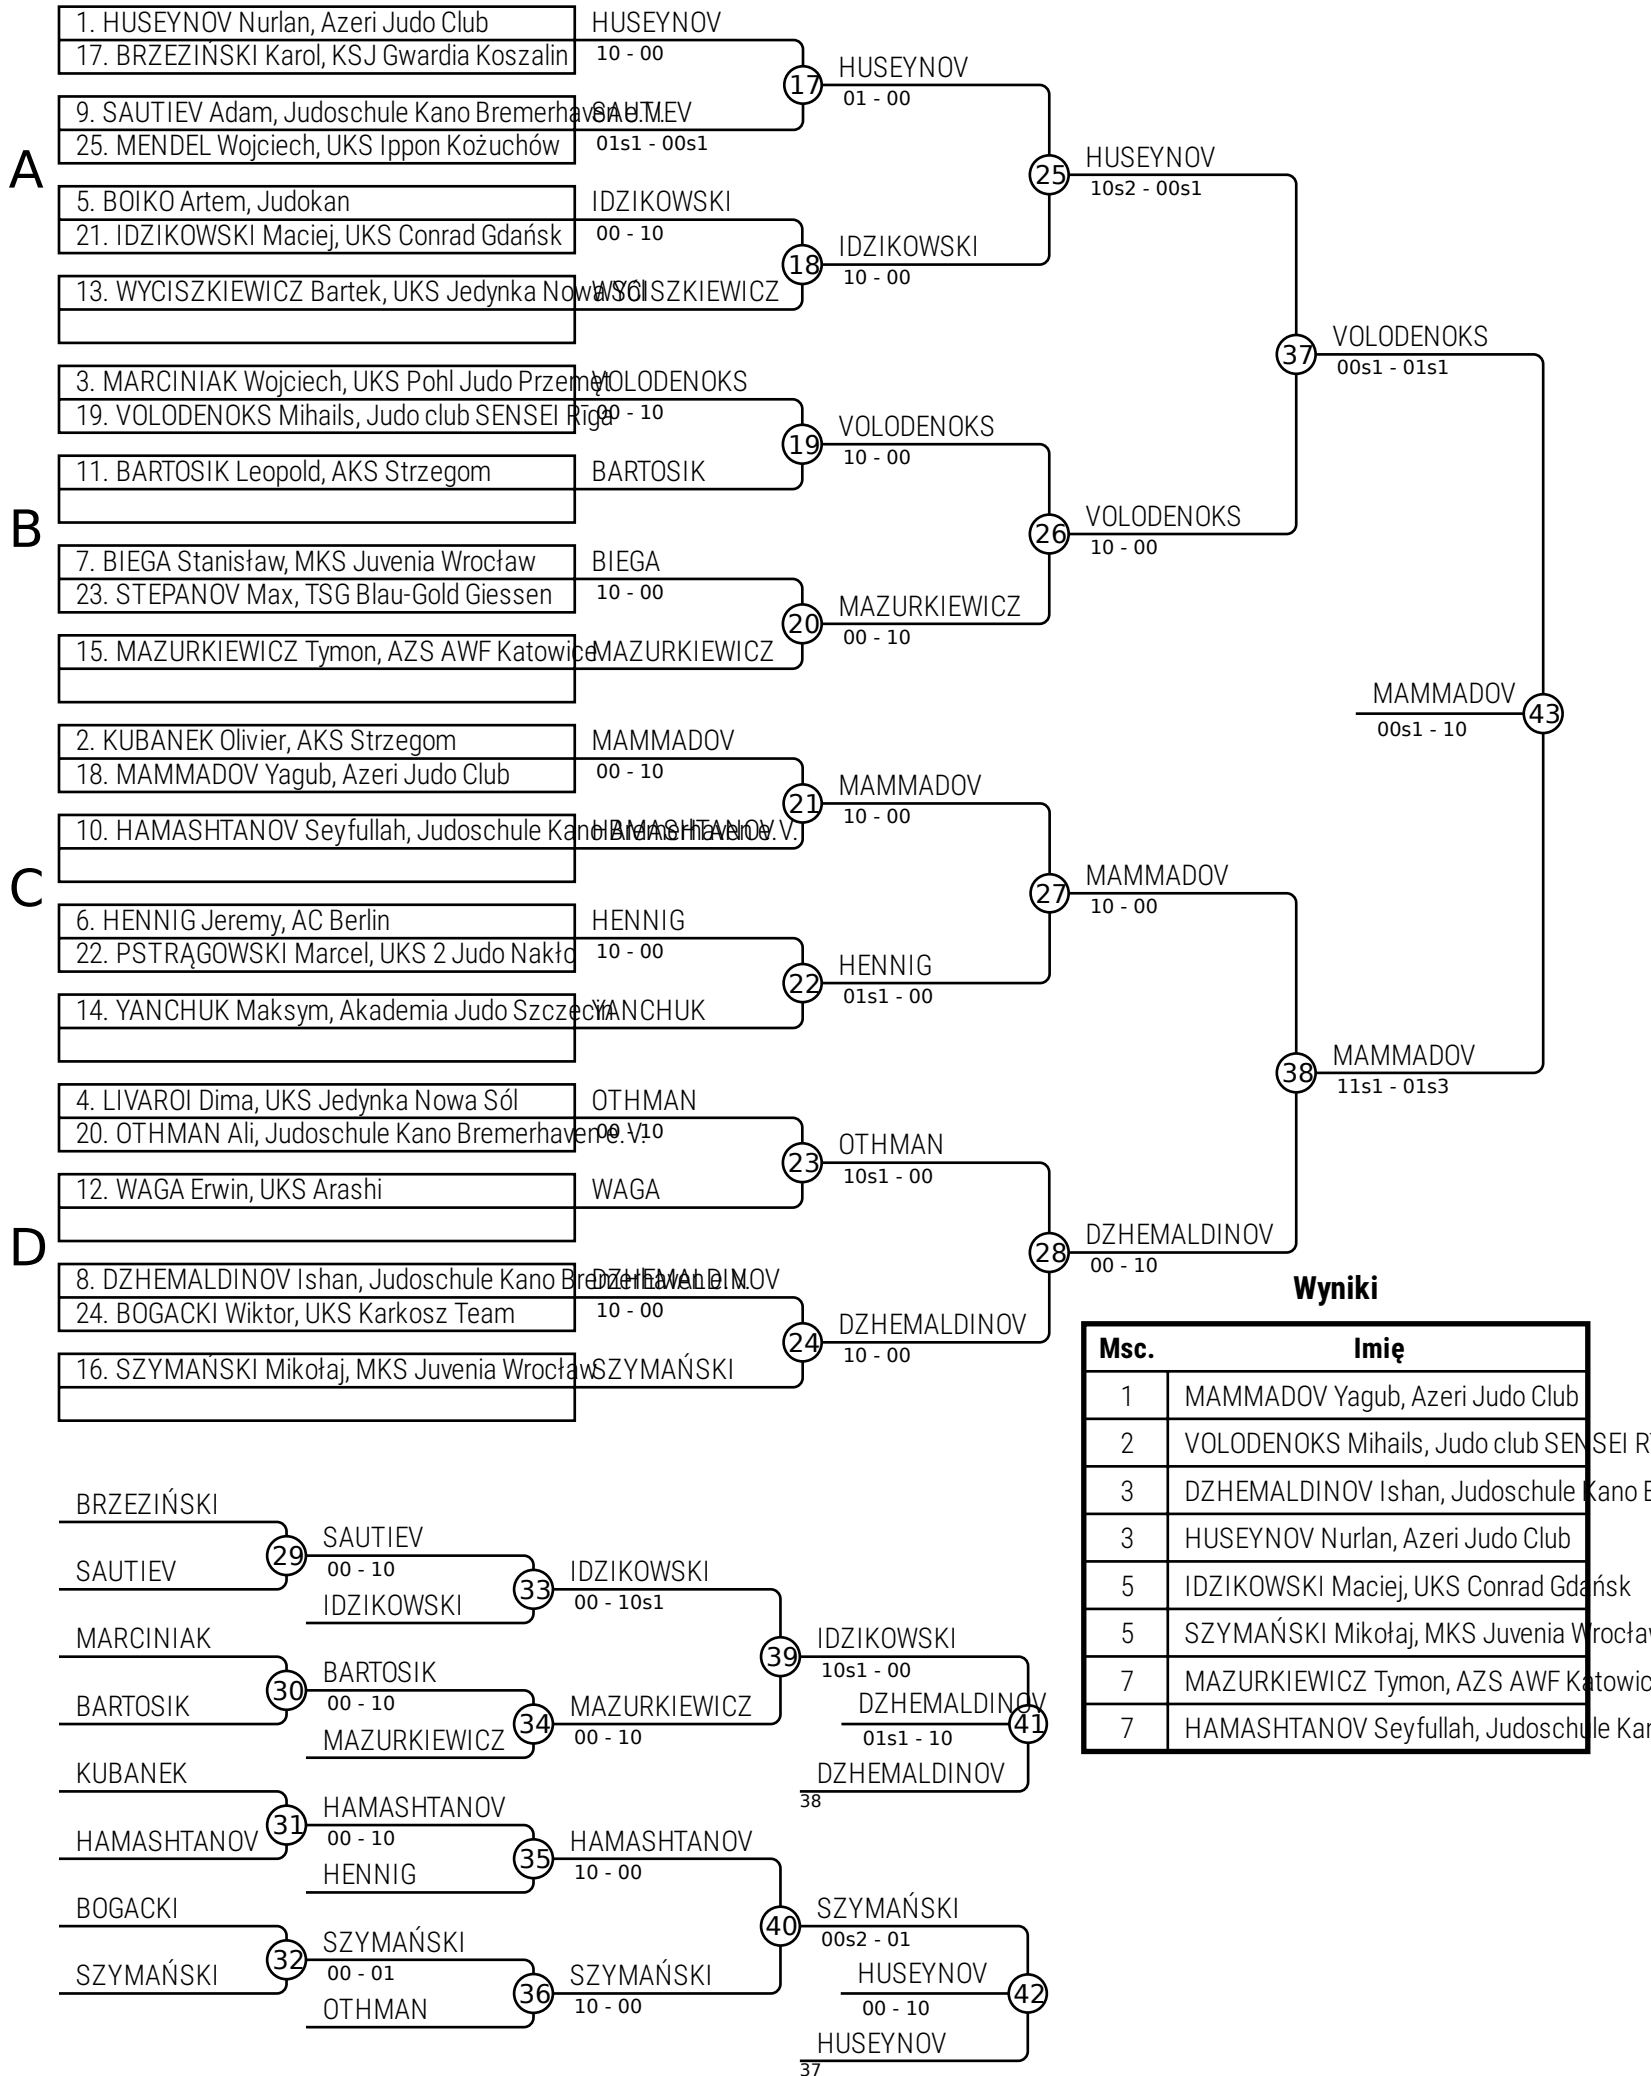 1. HUSEYNOV Nurlan, Azeri Judo Club
17. BRZEZIŃSKI Karol, KSJ Gwardia Koszalin
HUSEYNOV
10 - 00
9. SAUTIEV Adam, Judoschule Kano Bremerhaven e.V.
25. MENDEL Wojciech, UKS Ippon Kożuchów
SAUTIEV
01s1 - 00s1
17
HUSEYNOV
01 - 00
A
5. BOIKO Artem, Judokan
21. IDZIKOWSKI Maciej, UKS Conrad Gdańsk
IDZIKOWSKI
00 - 10
13. WYCISZKIEWICZ Bartek, UKS Jedynka Nowa Sól
WYCISZKIEWICZ
18
IDZIKOWSKI
10 - 00
25
HUSEYNOV
10s2 - 00s1
3. MARCINIAK Wojciech, UKS Pohl Judo Przemęt
19. VOLODENOKS Mihails, Judo club SENSEI Rīga
VOLODENOKS
00 - 10
11. BARTOSIK Leopold, AKS Strzegom
BARTOSIK
19
VOLODENOKS
10 - 00
B
7. BIEGA Stanisław, MKS Juvenia Wrocław
23. STEPANOV Max, TSG Blau-Gold Giessen
BIEGA
10 - 00
15. MAZURKIEWICZ Tymon, AZS AWF Katowice
MAZURKIEWICZ
20
MAZURKIEWICZ
00 - 10
26
VOLODENOKS
10 - 00
37
VOLODENOKS
00s1 - 01s1
2. KUBANEK Olivier, AKS Strzegom
18. MAMMADOV Yagub, Azeri Judo Club
MAMMADOV
00 - 10
10. HAMASHTANOV Seyfullah, Judoschule Kano Bremerhaven e.V.
HAMASHTANOV
21
MAMMADOV
10 - 00
C
6. HENNIG Jeremy, AC Berlin
22. PSTRĄGOWSKI Marcel, UKS 2 Judo Nakło
HENNIG
10 - 00
14. YANCHUK Maksym, Akademia Judo Szczecin
YANCHUK
22
HENNIG
01s1 - 00
27
MAMMADOV
10 - 00
4. LIVAROI Dima, UKS Jedynka Nowa Sól
20. OTHMAN Ali, Judoschule Kano Bremerhaven e.V.
OTHMAN
00 - 10
12. WAGA Erwin, UKS Arashi
WAGA
23
OTHMAN
10s1 - 00
D
8. DZHEMALDINOV Ishan, Judoschule Kano Bremerhaven e.V.
24. BOGACKI Wiktor, UKS Karkosz Team
DZHEMALDINOV
10 - 00
16. SZYMAŃSKI Mikołaj, MKS Juvenia Wrocław
SZYMAŃSKI
24
DZHEMALDINOV
10 - 00
28
DZHEMALDINOV
00 - 10
38
MAMMADOV
11s1 - 01s3
MAMMADOV
00s1 - 10
43
Wyniki
Msc. Imię
1 MAMMADOV Yagub, Azeri Judo Club
2 VOLODENOKS Mihails, Judo club SENSEI
3 DZHEMALDINOV Ishan, Judoschule Kano
3 HUSEYNOV Nurlan, Azeri Judo Club
5 IDZIKOWSKI Maciej, UKS Conrad Gdańsk
5 SZYMAŃSKI Mikołaj, MKS Juvenia Wrocław
7 MAZURKIEWICZ Tymon, AZS AWF Katowic
7 HAMASHTANOV Seyfullah, Judoschule Kan
BRZEZIŃSKI
SAUTIEV
29
SAUTIEV
00 - 10
IDZIKOWSKI
33
IDZIKOWSKI
00 - 10s1
MARCINIAK
BARTOSIK
30
BARTOSIK
00 - 10
MAZURKIEWICZ
34
MAZURKIEWICZ
00 - 10
39
IDZIKOWSKI
10s1 - 00
DZHEMALDINOV
01s1 - 10
41
DZHEMALDINOV
38
KUBANEK
HAMASHTANOV
31
HAMASHTANOV
00 - 10
HENNIG
35
HAMASHTANOV
10 - 00
BOGACKI
SZYMAŃSKI
32
SZYMAŃSKI
00 - 01
OTHMAN
36
SZYMAŃSKI
10 - 00
40
SZYMAŃSKI
00s2 - 01
HUSEYNOV
00 - 10
42
HUSEYNOV
37